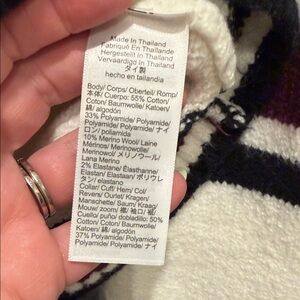 Made In Thailand
Fabriqué En Thaïlande
Hergestellt In Thailand
Vervaardigd In Thailand
タイ製
hecho en tailandia
Body/ Corps/ Oberteil/ Romp/
本体/ Cuerpo: 55% Cotton/
Coton/ Baumwolle/ Katoen/
綿/ algodón
33% Polyamide/ Polyamide/
Polyamid/ Polyamide/ ナイ
ロン/ poliamida
10% Merino Wool/ Laine
Mérinos/ Merinowolle/
Merinowol/ メリノウール/
Lana Merino
2% Elastane/ Élasthanne/
Elastan/ Elastaan/ ポリウレ
タン/ elastano
Collar/ Cuff/ Hem/ Col/
Revers/ Ourlet/ Kragen/
Manschette/ Saum/ Kraag/
Mouw/ zoom/ 襟/ 袖口/ 裾/
Cuello/ puño/ dobladillo: 50%
Cotton/ Coton/ Baumwolle/
Katoen/ 綿/ algodón
37% Polyamide/ Polyamide/
Polyamid/ Polyamide/ ナイ